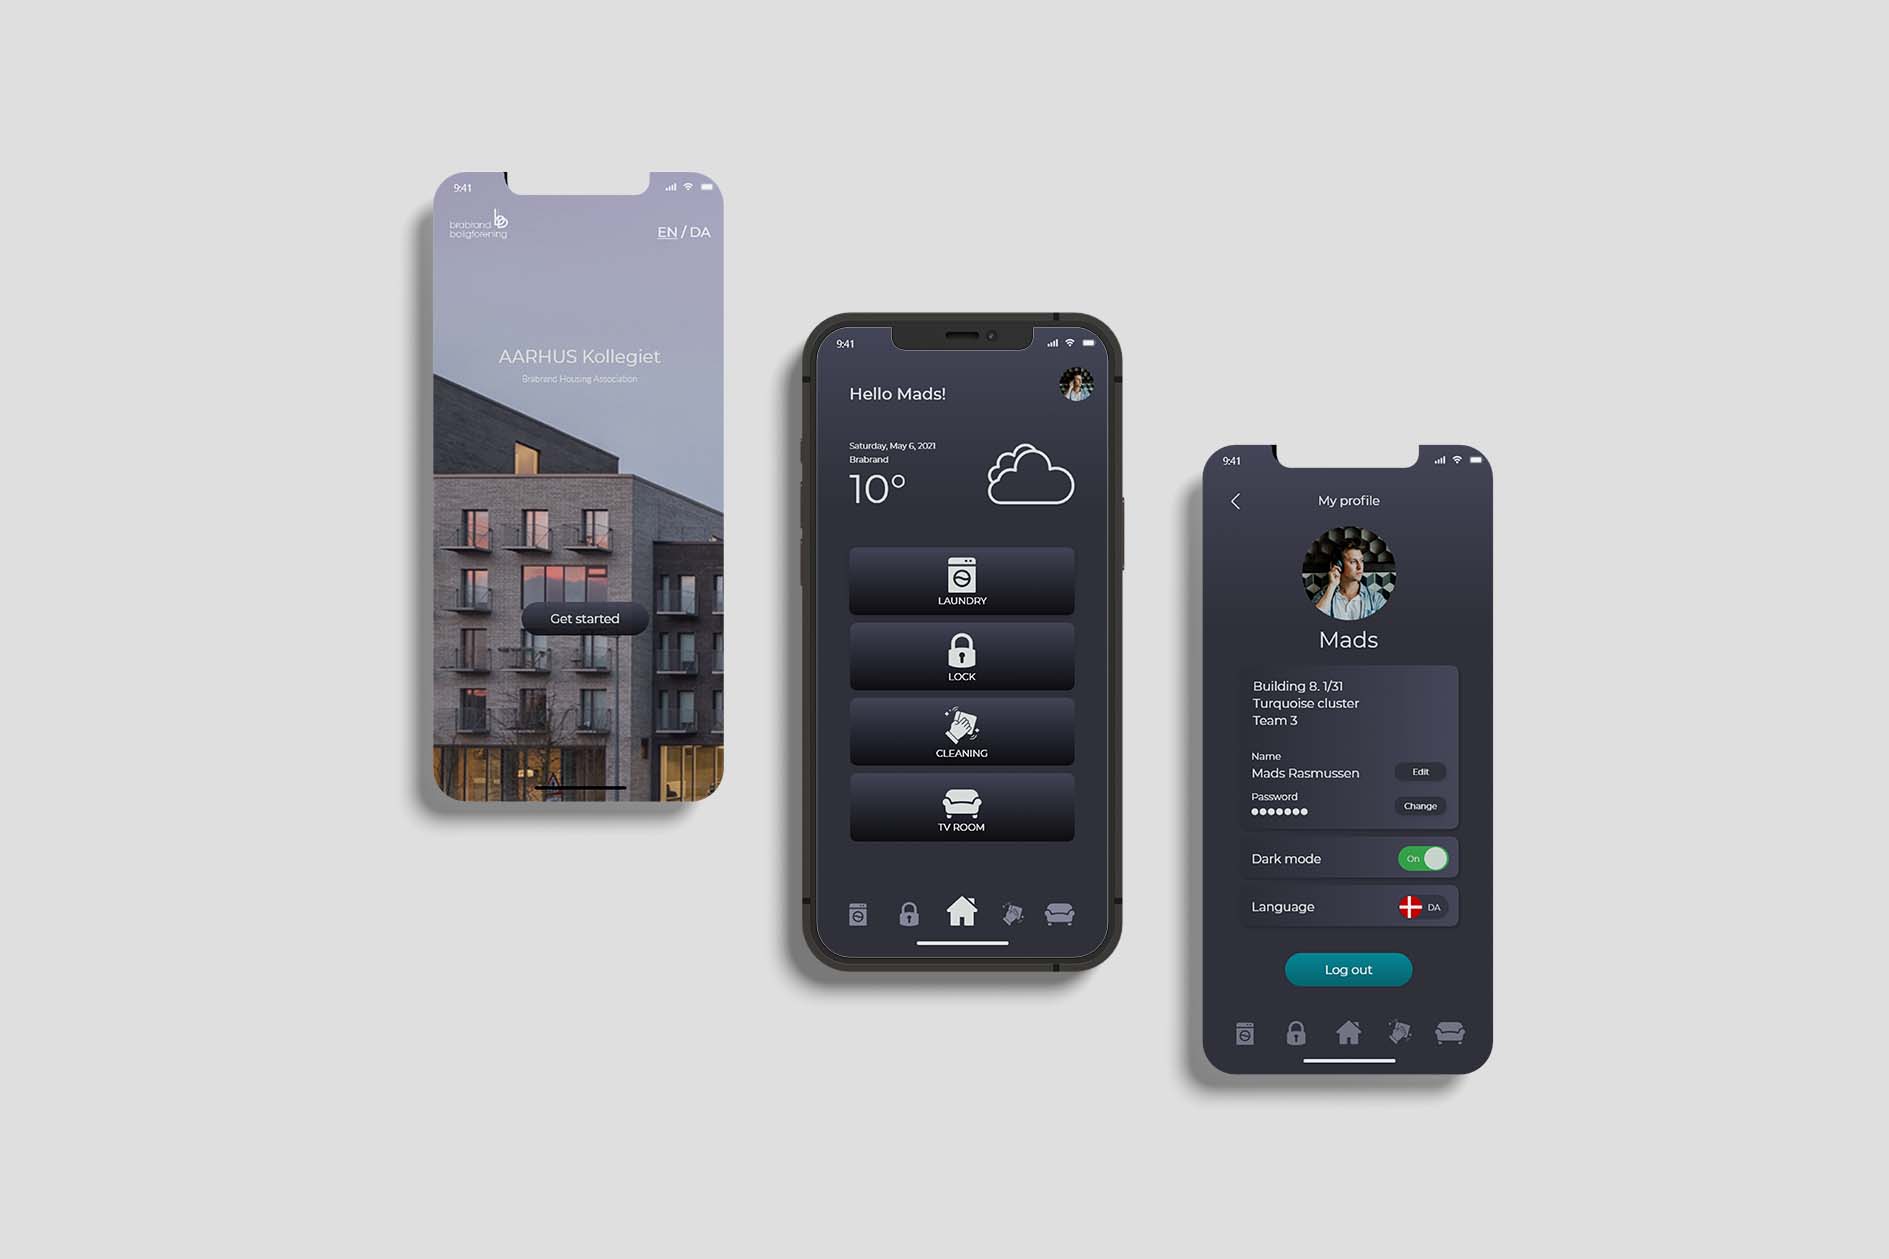 9:41
brabrand
boligforening
EN / DA
AARHUS Kollegiet
Brabrand Housing Association
Get started
9:41
Hello Mads!
Saturday, May 6, 2021
Brabrand
10°
LAUNDRY
LOCK
CLEANING
TV ROOM
9:41
My profile
Mads
Building 8. 1/31
Turquoise cluster
Team 3
Name
Mads Rasmussen
Edit
Password
Change
Dark mode
On
Language
DA
Log out